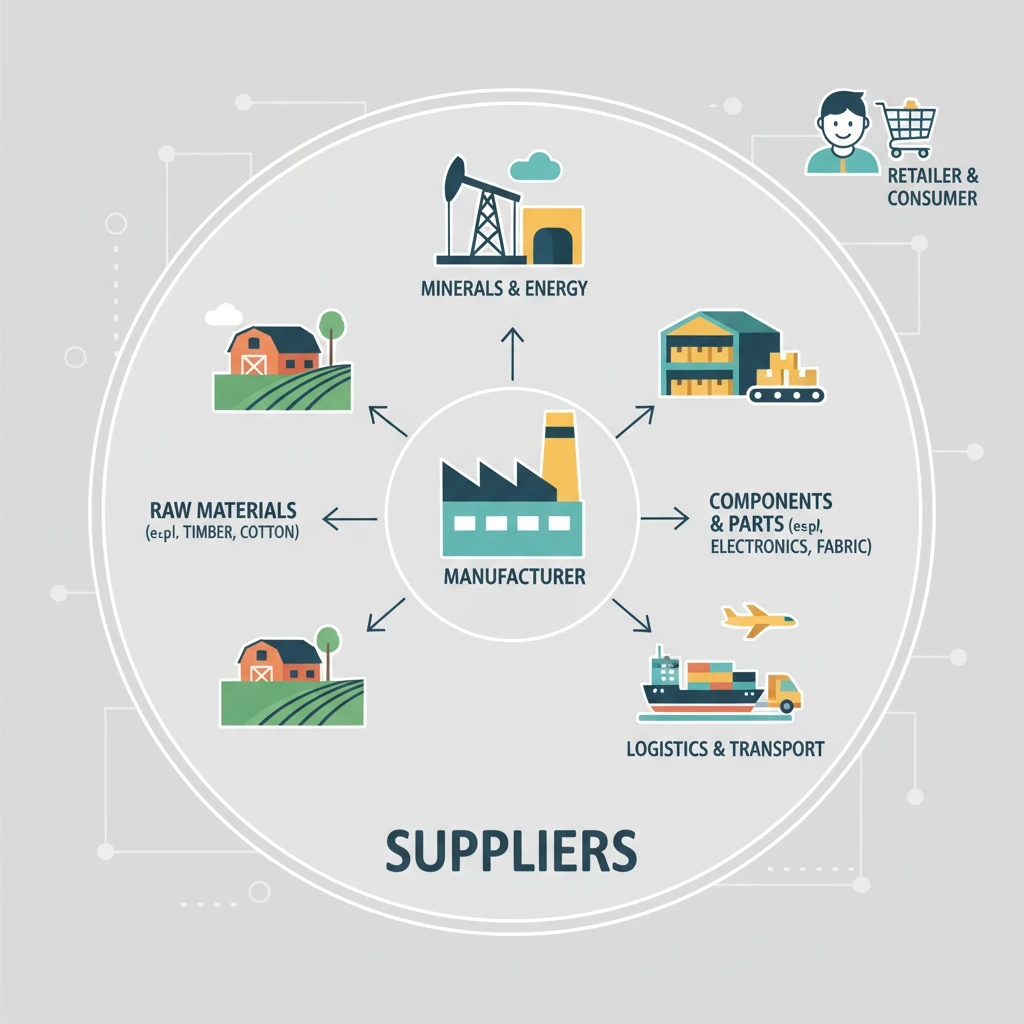 RETAILER &
CONSUMER
MINERALS & ENERGY
RAW MATERIALS
(e.pl, TIMBER, COTTON)
COMPONENTS
& PARTS (espl,
ELECTRONICS, FABRIC)
MANUFACTURER
LOGISTICS & TRANSPORT
SUPPLIERS